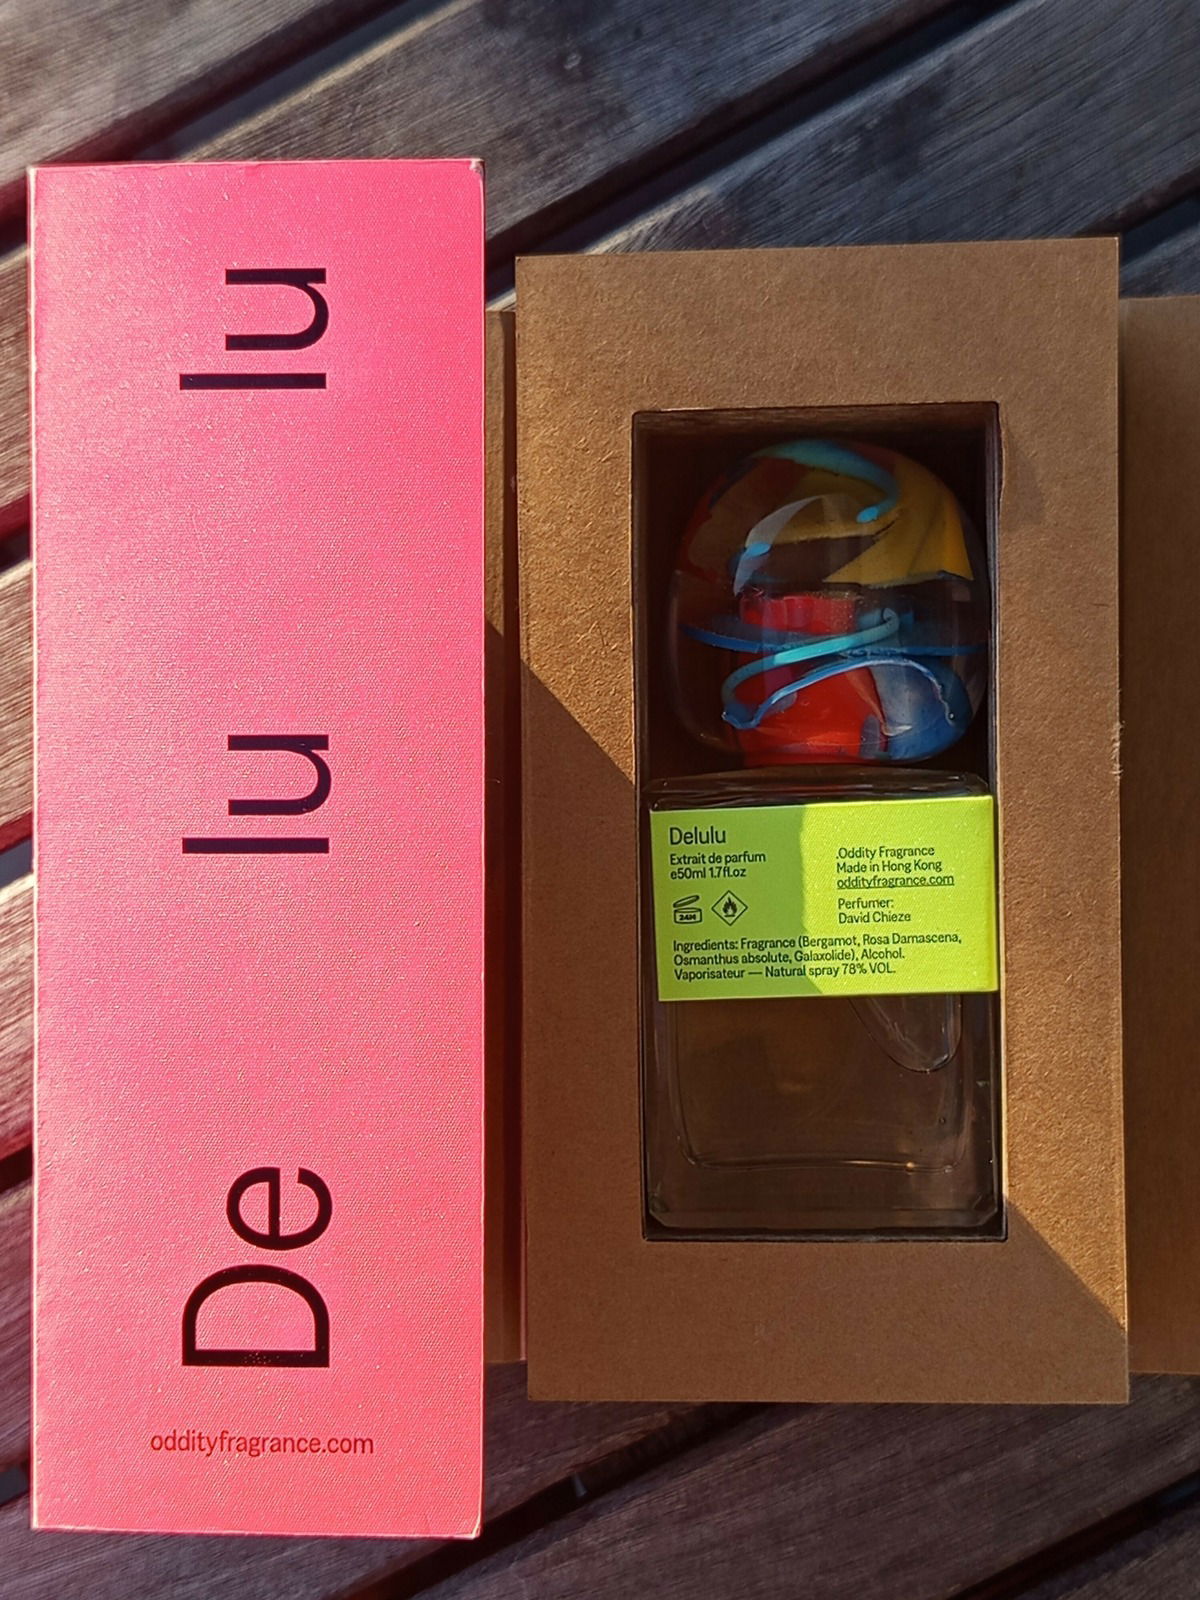 De lu lu
oddityfragrance.com
Delulu
Extrait de parfum
e50ml 1.7fl.oz
24M
.Oddity Fragrance
Made in Hong Kong
oddityfragrance.com
Perfumer:
David Chieze
Ingredients: Fragrance (Bergamot, Rosa Damascena,
Osmanthus absolute, Galaxolide), Alcohol.
Vaporisateur — Natural spray 78% VOL.